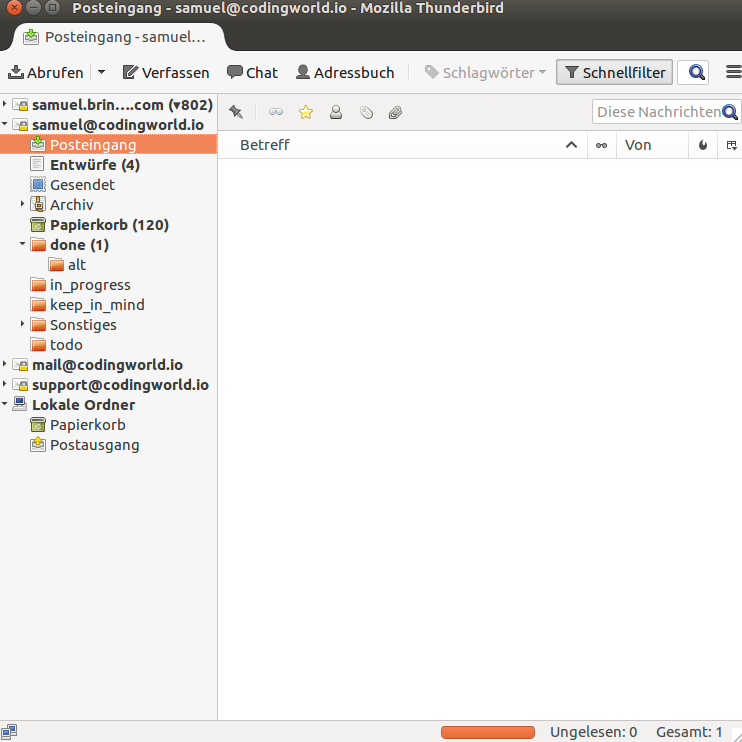 Posteingang - samuel@codingworld.io - Mozilla Thunderbird
Posteingang - samuel...
Abrufen Verfassen Chat Adressbuch Schlagwörter Schnellfilter
samuel.brin....com (▾802)
Diese Nachrichten
samuel@codingworld.io
Posteingang
Betreff Von
Entwürfe (4)
Gesendet
Archiv
Papierkorb (120)
done (1)
alt
in_progress
keep_in_mind
Sonstiges
todo
mail@codingworld.io
support@codingworld.io
Lokale Ordner
Papierkorb
Postausgang
Ungelesen: 0 Gesamt: 1